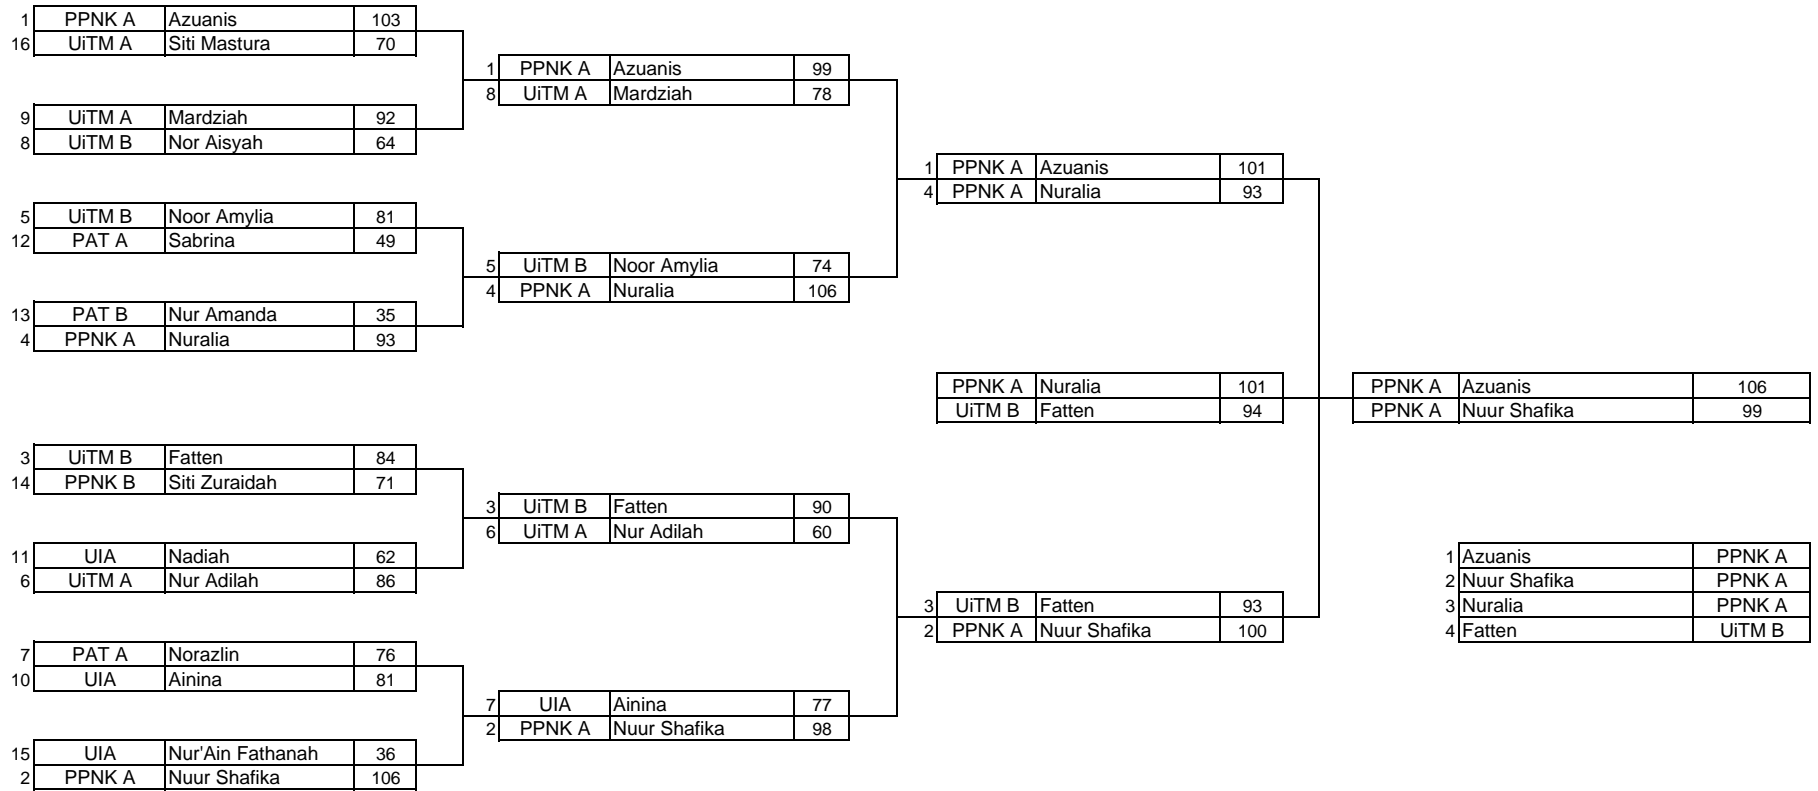 1 PPNK A Azuanis 103
16 UiTM A Siti Mastura 70
1 PPNK A Azuanis 99
8 UiTM A Mardziah 78
9 UiTM A Mardziah 92
8 UiTM B Nor Aisyah 64
1 PPNK A Azuanis 101
4 PPNK A Nuralia 93
5 UiTM B Noor Amylia 81
12 PAT A Sabrina 49
5 UiTM B Noor Amylia 74
4 PPNK A Nuralia 106
13 PAT B Nur Amanda 35
4 PPNK A Nuralia 93
PPNK A Nuralia 101 PPNK A Azuanis 106
UiTM B Fatten 94 PPNK A Nuur Shafika 99
3 UiTM B Fatten 84
14 PPNK B Siti Zuraidah 71
3 UiTM B Fatten 90
6 UiTM A Nur Adilah 60
11 UIA Nadiah 62 1 Azuanis PPNK A
6 UiTM A Nur Adilah 86 2 Nuur Shafika PPNK A
3 UiTM B Fatten 93 3 Nuralia PPNK A
2 PPNK A Nuur Shafika 100 4 Fatten UiTM B
7 PAT A Norazlin 76
10 UIA Ainina 81
7 UIA Ainina 77
2 PPNK A Nuur Shafika 98
15 UIA Nur'Ain Fathanah 36
2 PPNK A Nuur Shafika 106